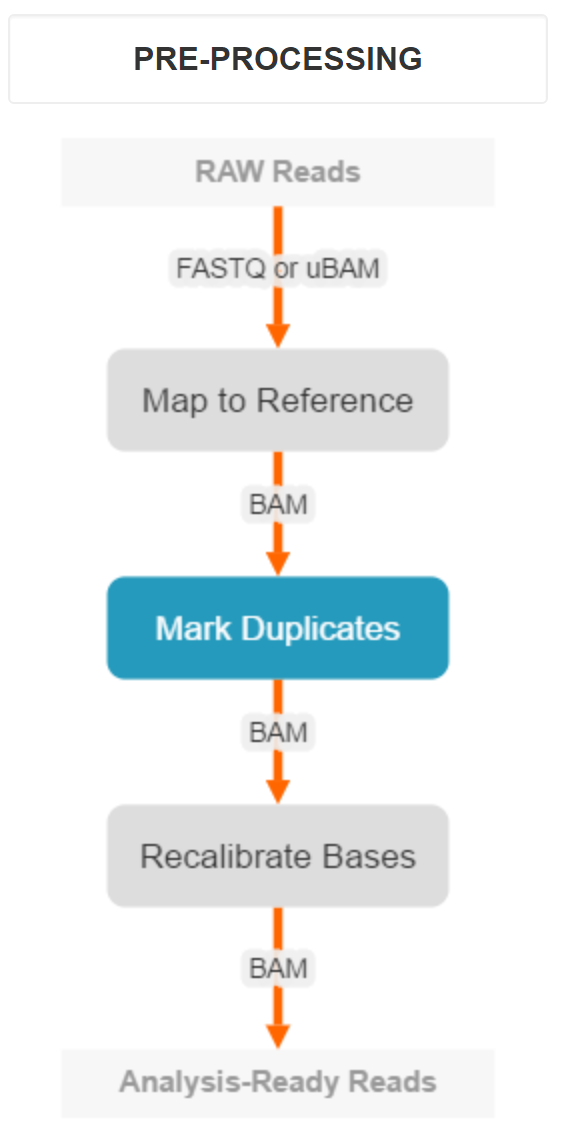 PRE-PROCESSING
RAW Reads
FASTQ or uBAM
Map to Reference
BAM
Mark Duplicates
BAM
Recalibrate Bases
BAM
Analysis-Ready Reads